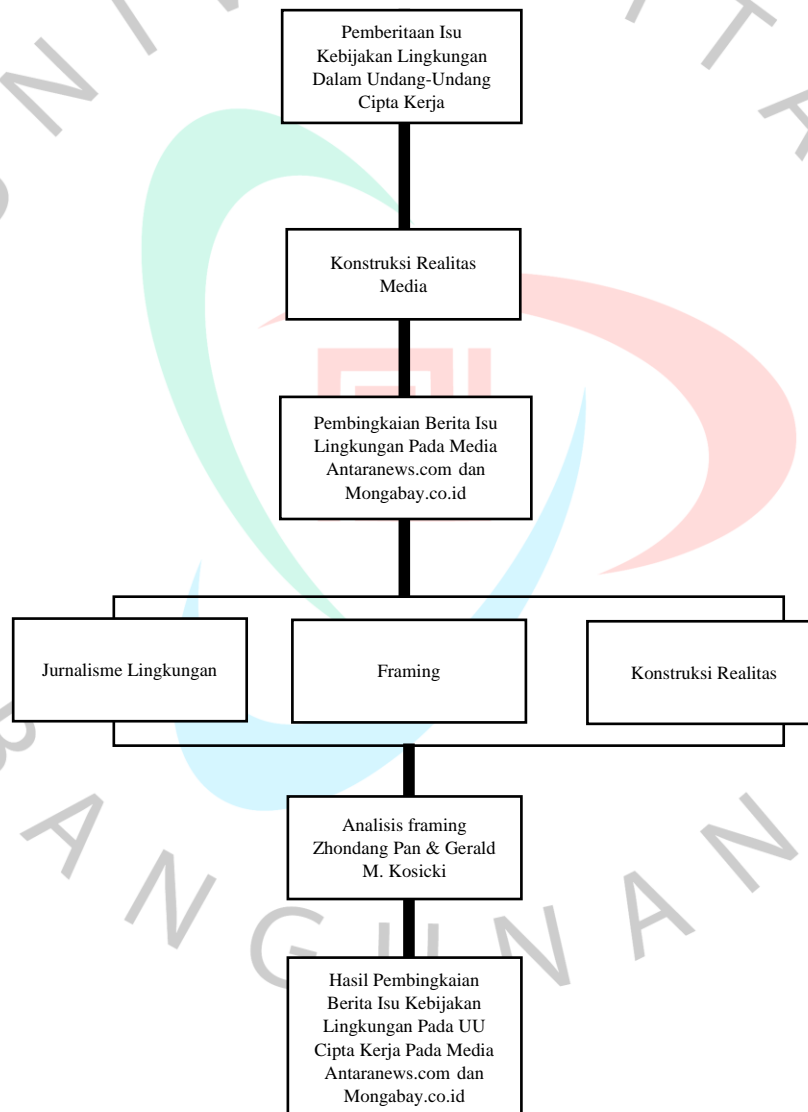 Pemberitaan Isu
Kebijakan Lingkungan
Dalam Undang-Undang
Cipta Kerja
Konstruksi Realitas
Media
Pembingkaian Berita Isu
Lingkungan Pada Media
Antaranews.com dan
Mongabay.co.id
Jurnalisme Lingkungan
Framing
Konstruksi Realitas
Analisis framing
Zhondang Pan & Gerald
M. Kosicki
Hasil Pembingkaian
Berita Isu Kebijakan
Lingkungan Pada UU
Cipta Kerja Pada Media
Antaranews.com dan
Mongabay.co.id
BANGUNAN